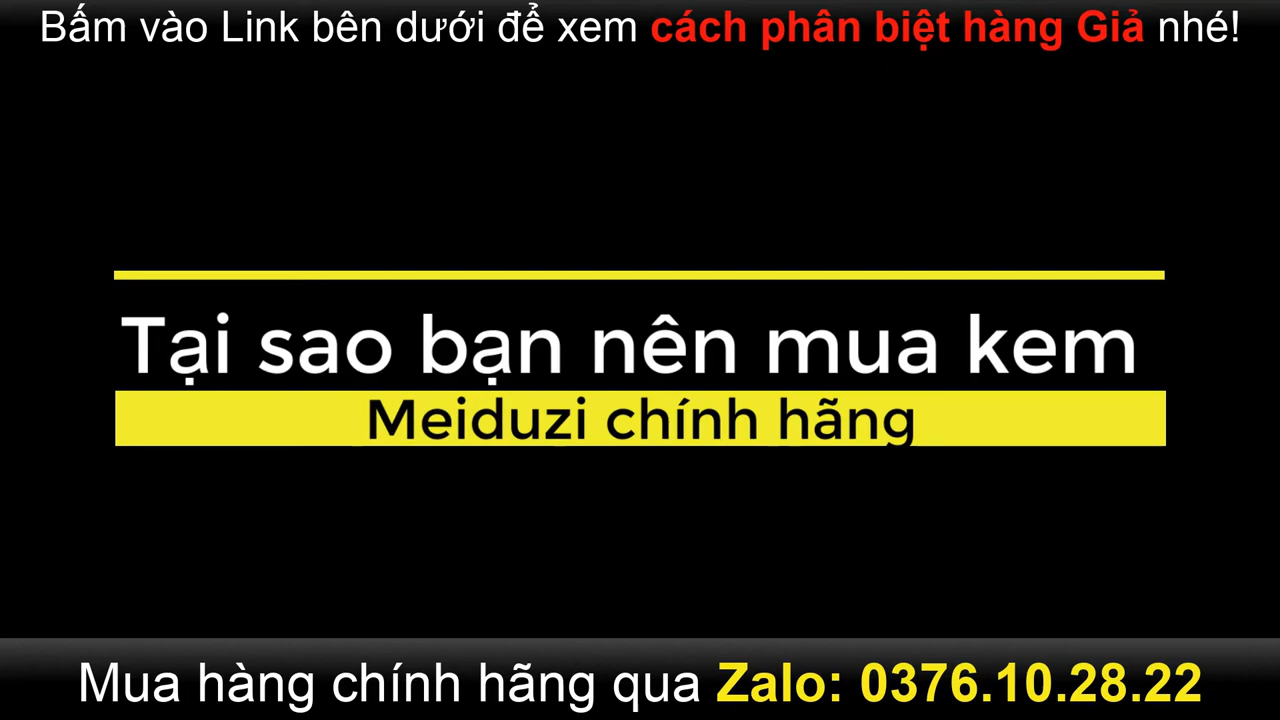 Bấm vào Link bên dưới để xem cách phân biệt hàng Giả nhé!
Tại sao bạn nên mua kem
Meiduzi chính hãng
Mua hàng chính hãng qua Zalo: 0376.10.28.22